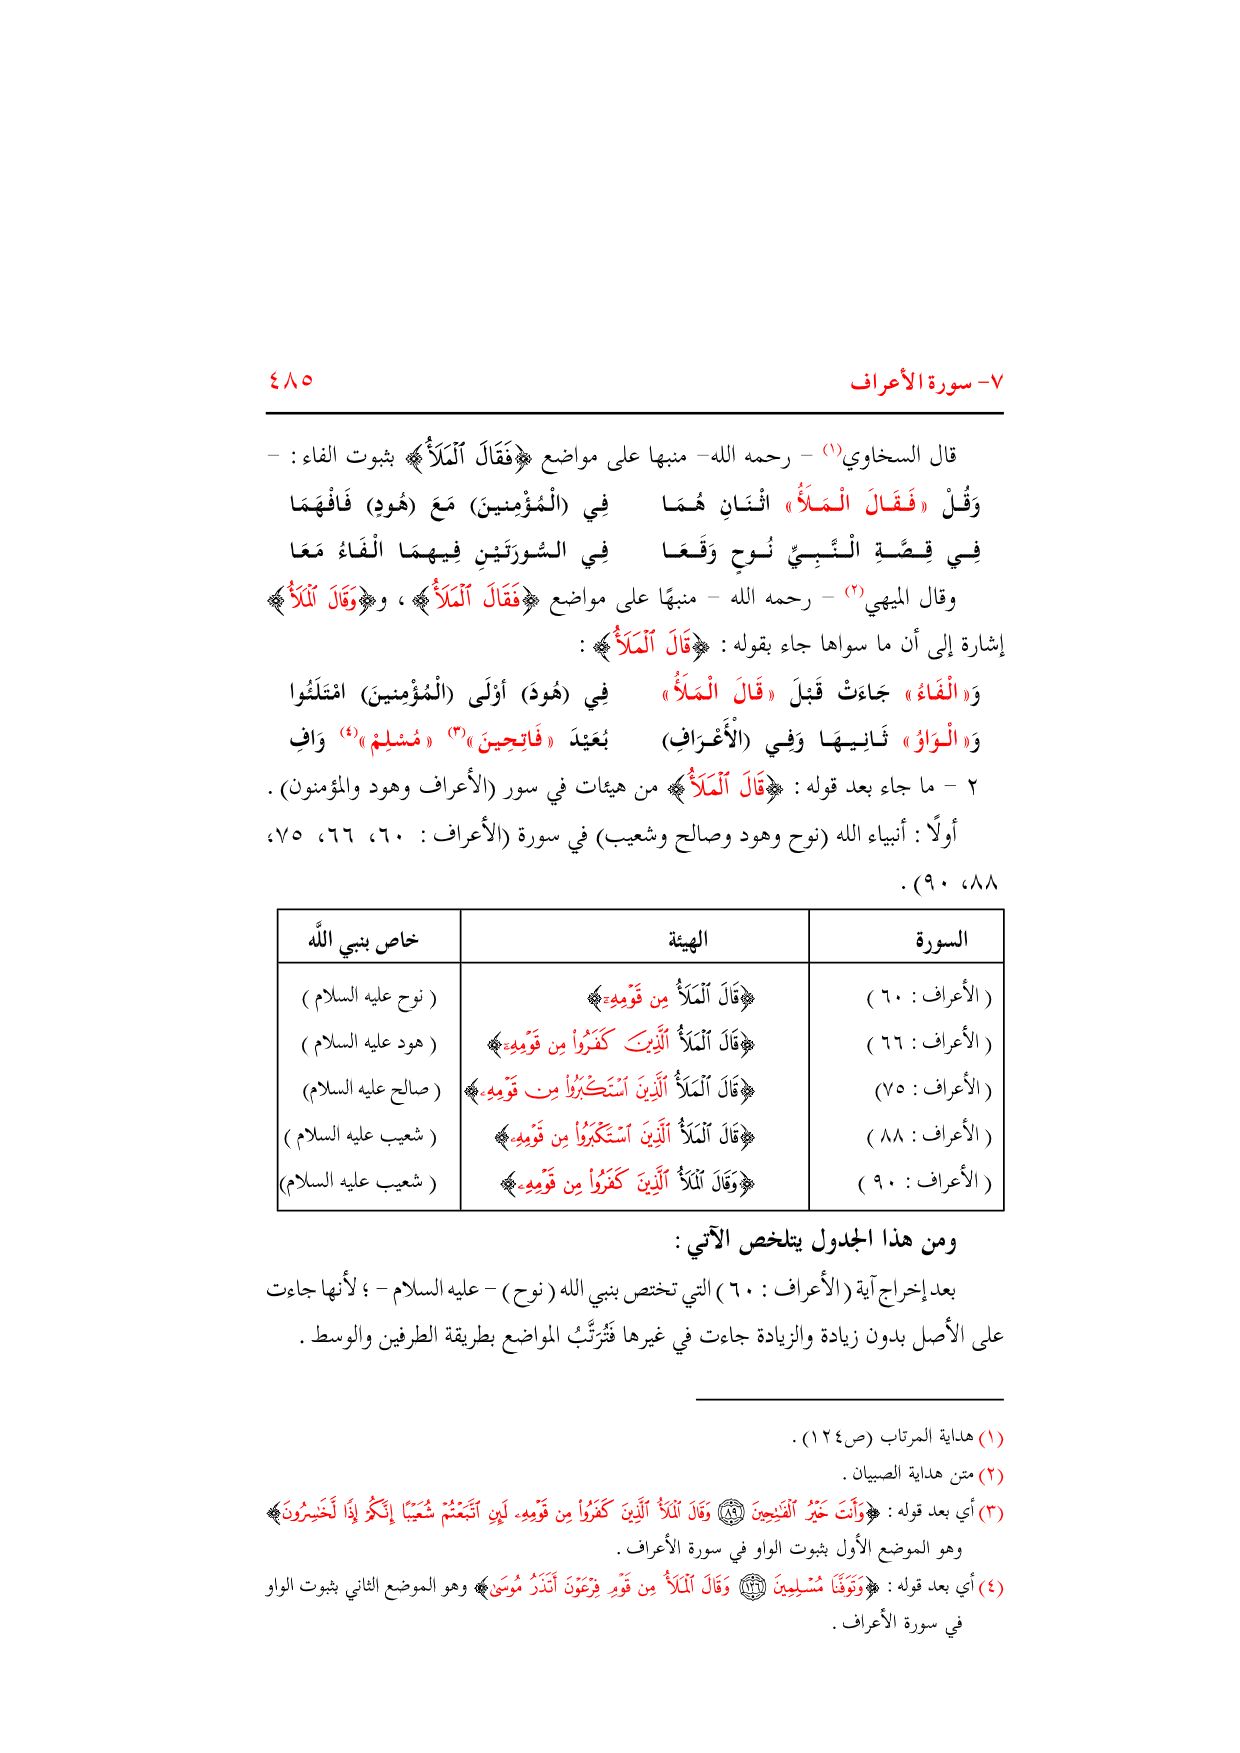 ٧- سورة الأعراف ٤٨٥
قال السخاوي(١) – رحمه الله– منبها على مواضع ﴿فَقَالَ ٱلْمَلَأُ﴾ بثبوت الفاء : –
وَقُلْ «فَقَالَ الْمَلَأُ» اثْنَانِ هُمَا فِي (الْمُؤْمِنينَ) مَعَ (هُودٍ) فَافْهَمَا
فِي قِصَّةِ الْنَّبِيِّ نُوحٍ وَقَعَا فِي السُّورَتَيْنِ فِيهِمَا الْفَاءُ مَعَا
وقال الميهي(٢) – رحمه الله – منبهًا على مواضع ﴿فَقَالَ ٱلْمَلَأُ﴾ ، و﴿وَقَالَ ٱلْمَلَأُ﴾
إشارة إلى أن ما سواها جاء بقوله : ﴿قَالَ ٱلْمَلَأُ﴾ :
وَ«الْفَاءُ» جَاءَتْ قَبْلَ «قَالَ الْمَلَأُ» فِي (هُودَ) أوْلَى (الْمُؤْمِنينَ) امْتَلَئُوا
وَ«الْوَاوُ» ثَانِيهَا وَفِي (الْأَعْرَافِ) بُعَيْدَ «فَاتِحِينَ»(٣) «مُسْلِمْ»(٤) وَافِ
٢ – ما جاء بعد قوله : ﴿قَالَ ٱلْمَلَأُ﴾ من هيئات في سور (الأعراف وهود والمؤمنون) .
أولًا : أنبياء الله (نوح وهود وصالح وشعيب) في سورة (الأعراف : ٦٠، ٦٦، ٧٥،
٨٨، ٩٠) .
السورة الهيئة خاص بنبي اللَّه
( الأعراف : ٦٠ ) ﴿قَالَ ٱلْمَلَأُ مِن قَوْمِهِۦٓ﴾ ( نوح عليه السلام )
( الأعراف : ٦٦ ) ﴿قَالَ ٱلْمَلَأُ ٱلَّذِينَ كَفَرُوا۟ مِن قَوْمِهِۦٓ﴾ ( هود عليه السلام )
( الأعراف : ٧٥) ﴿قَالَ ٱلْمَلَأُ ٱلَّذِينَ ٱسْتَكْبَرُوا۟ مِن قَوْمِهِۦ﴾ ( صالح عليه السلام)
( الأعراف : ٨٨ ) ﴿قَالَ ٱلْمَلَأُ ٱلَّذِينَ ٱسْتَكْبَرُوا۟ مِن قَوْمِهِۦ﴾ ( شعيب عليه السلام )
( الأعراف : ٩٠ ) ﴿وَقَالَ ٱلْمَلَأُ ٱلَّذِينَ كَفَرُوا۟ مِن قَوْمِهِۦ﴾ ( شعيب عليه السلام)
ومن هذا الجدول يتلخص الآتي :
بعد إخراج آية ( الأعراف : ٦٠ ) التي تختص بنبي الله ( نوح ) – عليه السلام – ؛ لأنها جاءت
على الأصل بدون زيادة والزيادة جاءت في غيرها فَتُرَتَّبُ المواضع بطريقة الطرفين والوسط .
(١) هداية المرتاب (ص١٢٤) .
(٢) متن هداية الصبيان .
(٣) أي بعد قوله : ﴿وَأَنتَ خَيْرُ ٱلْفَٰتِحِينَ ٨٩ وَقَالَ ٱلْمَلَأُ ٱلَّذِينَ كَفَرُوا۟ مِن قَوْمِهِۦ لَئِنِ ٱتَّبَعْتُمْ شُعَيْبًا إِنَّكُمْ إِذًا لَّخَٰسِرُونَ﴾
وهو الموضع الأول بثبوت الواو في سورة الأعراف .
(٤) أي بعد قوله : ﴿وَتَوَفَّنَا مُسْلِمِينَ ١٢٦ وَقَالَ ٱلْمَلَأُ مِن قَوْمِ فِرْعَوْنَ أَتَذَرُ مُوسَىٰ﴾ وهو الموضع الثاني بثبوت الواو
في سورة الأعراف .